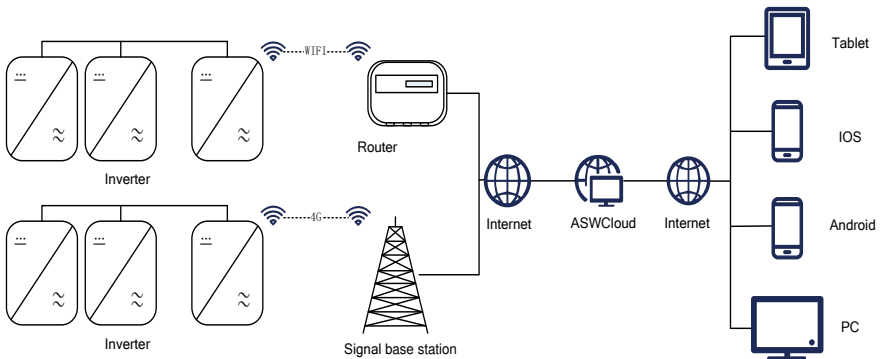 WIFI
Router
Inverter
4G
Signal base station
Inverter
Internet
ASWCloud
Internet
Tablet
IOS
Android
PC